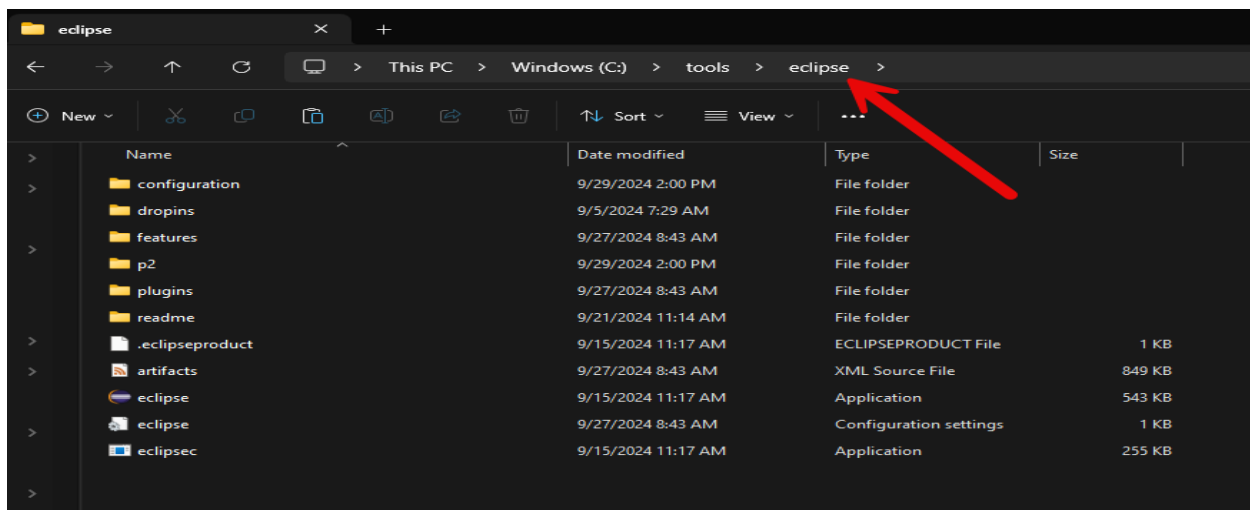 eclipse
This PC > Windows (C:) > tools > eclipse >
New Sort View ...
Name Date modified Type Size
configuration 9/29/2024 2:00 PM File folder
dropins 9/5/2024 7:29 AM File folder
features 9/27/2024 8:43 AM File folder
p2 9/29/2024 2:00 PM File folder
plugins 9/27/2024 8:43 AM File folder
readme 9/21/2024 11:14 AM File folder
.eclipseproduct 9/15/2024 11:17 AM ECLIPSEPRODUCT File 1 KB
artifacts 9/27/2024 8:43 AM XML Source File 849 KB
eclipse 9/15/2024 11:17 AM Application 543 KB
eclipse 9/27/2024 8:43 AM Configuration settings 1 KB
eclipsec 9/15/2024 11:17 AM Application 255 KB